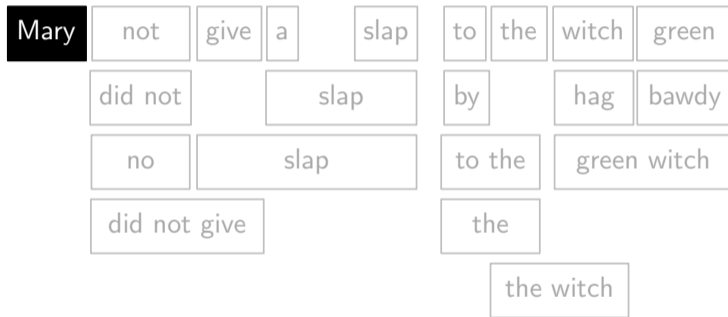 Mary not give a slap to the witch green
did not slap by hag bawdy
no slap to the green witch
did not give the
the witch